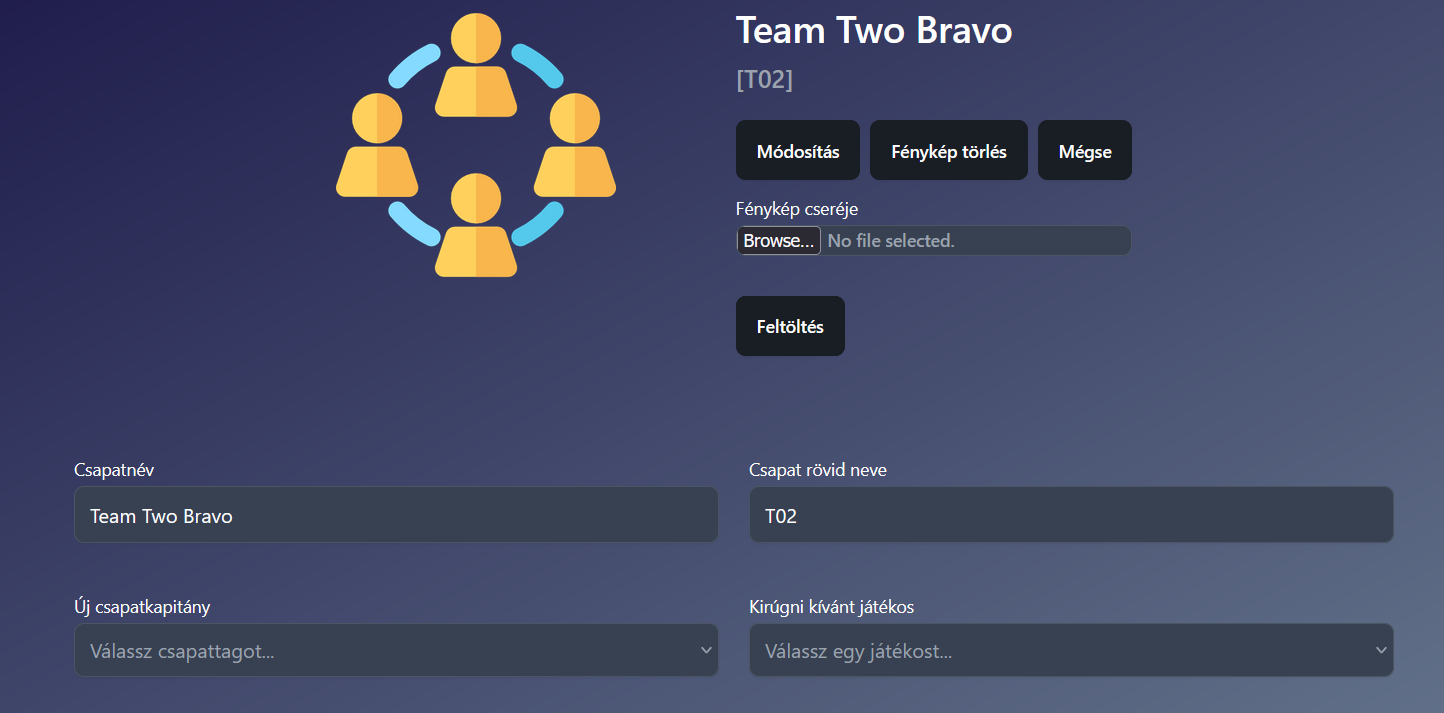 Team Two Bravo
[T02]
Módosítás Fénykép törlés Mégse
Fénykép cseréje
Browse... No file selected.
Feltöltés
Csapatnév Csapat rövid neve
Team Two Bravo T02
Új csapatkapitány Kirúgni kívánt játékos
Válassz csapattagot... Válassz egy játékost...